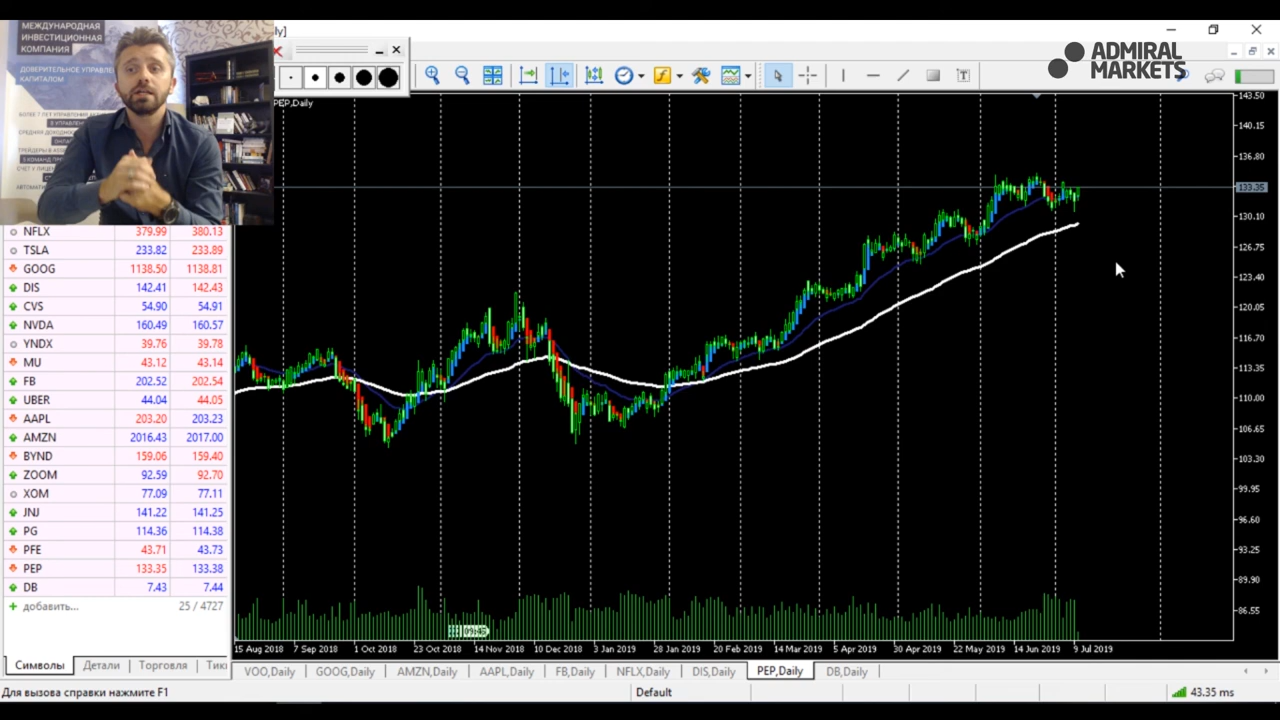 МЕЖДУНАРОДНАЯ
ИНВЕСТИЦИОННАЯ
КОМПАНИЯ
ДОВЕРИТЕЛЬНОЕ УПРАВЛЕ
КАПИТАЛОМ
ly]
ADMIRAL
MARKETS
PEP,Daily
NFLX 379.99 380.13
TSLA 233.82 233.89
GOOG 1138.50 1138.81
DIS 142.41 142.43
CVS 54.90 54.91
NVDA 160.49 160.57
YNDX 39.76 39.78
MU 43.12 43.14
FB 202.52 202.54
UBER 44.04 44.05
AAPL 203.20 203.23
AMZN 2016.43 2017.00
BYND 159.06 159.40
ZOOM 92.59 92.70
XOM 77.09 77.11
JNJ 141.22 141.25
PG 114.36 114.38
PFE 43.71 43.73
PEP 133.35 133.38
DB 7.43 7.44
добавить... 25 / 4727
143.50
140.15
136.80
133.35
130.10
126.75
123.40
120.05
116.70
113.35
110.00
106.65
103.30
99.95
96.60
93.25
89.90
86.55
09:45
15 Aug 2018 7 Sep 2018 1 Oct 2018 23 Oct 2018 14 Nov 2018 10 Dec 2018 3 Jan 2019 28 Jan 2019 20 Feb 2019 14 Mar 2019 5 Apr 2019 30 Apr 2019 22 May 2019 14 Jun 2019 9 Jul 2019
Символы Детали Торговля Тики
VOO,Daily GOOG,Daily AMZN,Daily AAPL,Daily FB,Daily NFLX,Daily DIS,Daily PEP,Daily DB,Daily
Для вызова справки нажмите F1 Default 43.35 ms